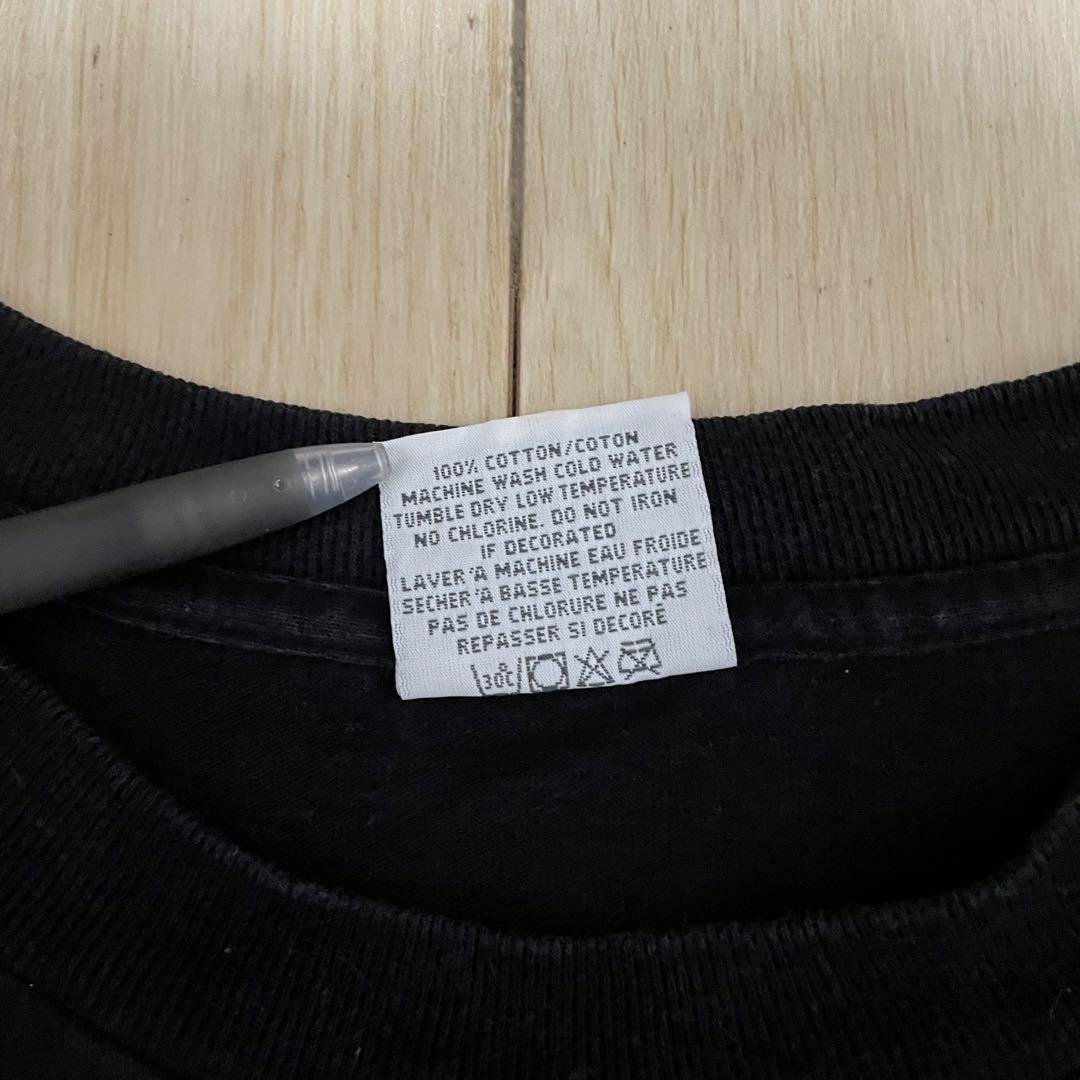 100% COTTON/COTON
MACHINE WASH COLD WATER
TUMBLE DRY LOW TEMPERATURE
NO CHLORINE. DO NOT IRON
IF DECORATED
LAVER'A MACHINE EAU FROIDE
SECHER'A BASSE TEMPERATURE
PAS DE CHLORURE NE PAS
REPASSER SI DECORÉ
30°C